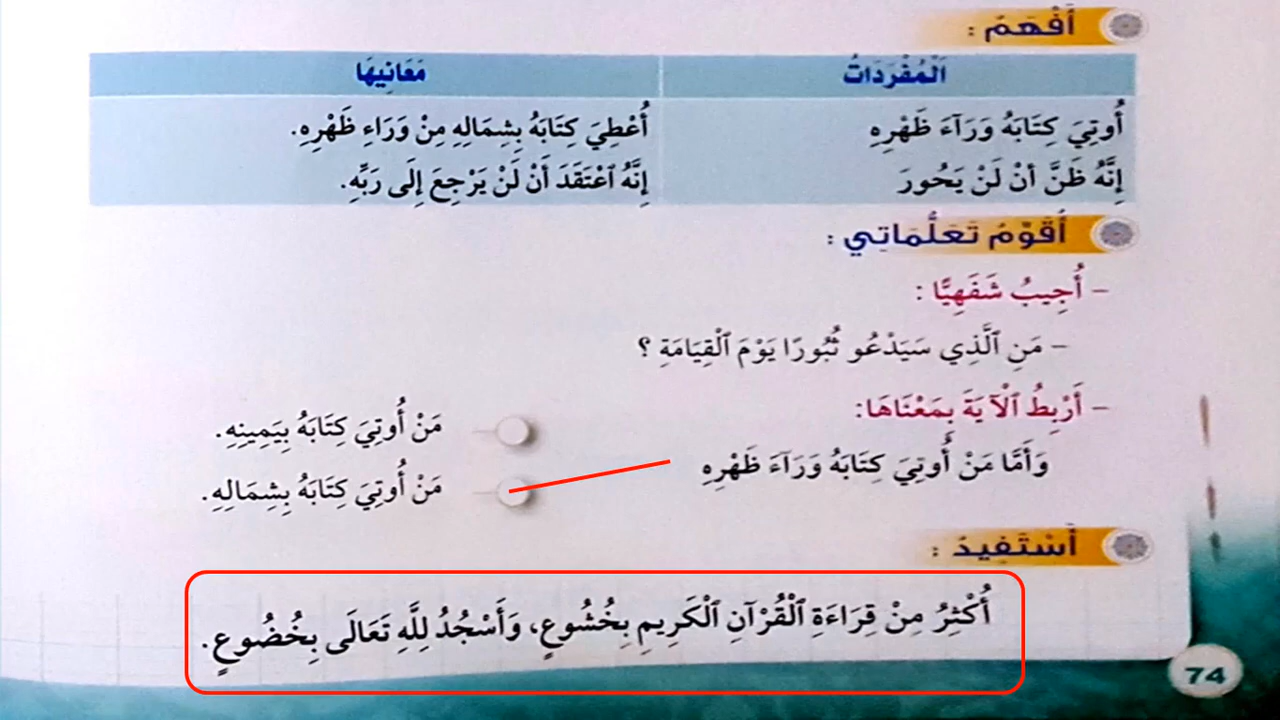 أَفْهَمُ :
اَلْمُفْرَدَاتُ مَعَانِيهَا
أُوتِيَ كِتَابَهُ وَرَآءَ ظَهْرِهِ أُعْطِيَ كِتَابَهُ بِشِمَالِهِ مِنْ وَرَاءِ ظَهْرِهِ.
إِنَّهُ ظَنَّ أَنْ لَنْ يَحُورَ إِنَّهُ ٱعْتَقَدَ أَنْ لَنْ يَرْجِعَ إِلَى رَبِّهِ.
أُقَوِّمُ تَعَلُّمَاتِي :
– أُجِيبُ شَفَهِيًّا :
– مَنِ ٱلَّذِي سَيَدْعُو ثُبُورًا يَوْمَ ٱلْقِيَامَةِ ؟
– أَرْبِطُ ٱلْآيَةَ بِمَعْنَاهَا:
مَنْ أُوتِيَ كِتَابَهُ بِيَمِينِهِ.
وَأَمَّا مَنْ أُوتِيَ كِتَابَهُ وَرَآءَ ظَهْرِهِ
مَنْ أُوتِيَ كِتَابَهُ بِشِمَالِهِ.
أَسْتَفِيدُ :
أُكْثِرُ مِنْ قِرَاءَةِ ٱلْقُرْآنِ ٱلْكَرِيمِ بِخُشُوعٍ، وَأَسْجُدُ لِلَّهِ تَعَالَى بِخُضُوعٍ.
74